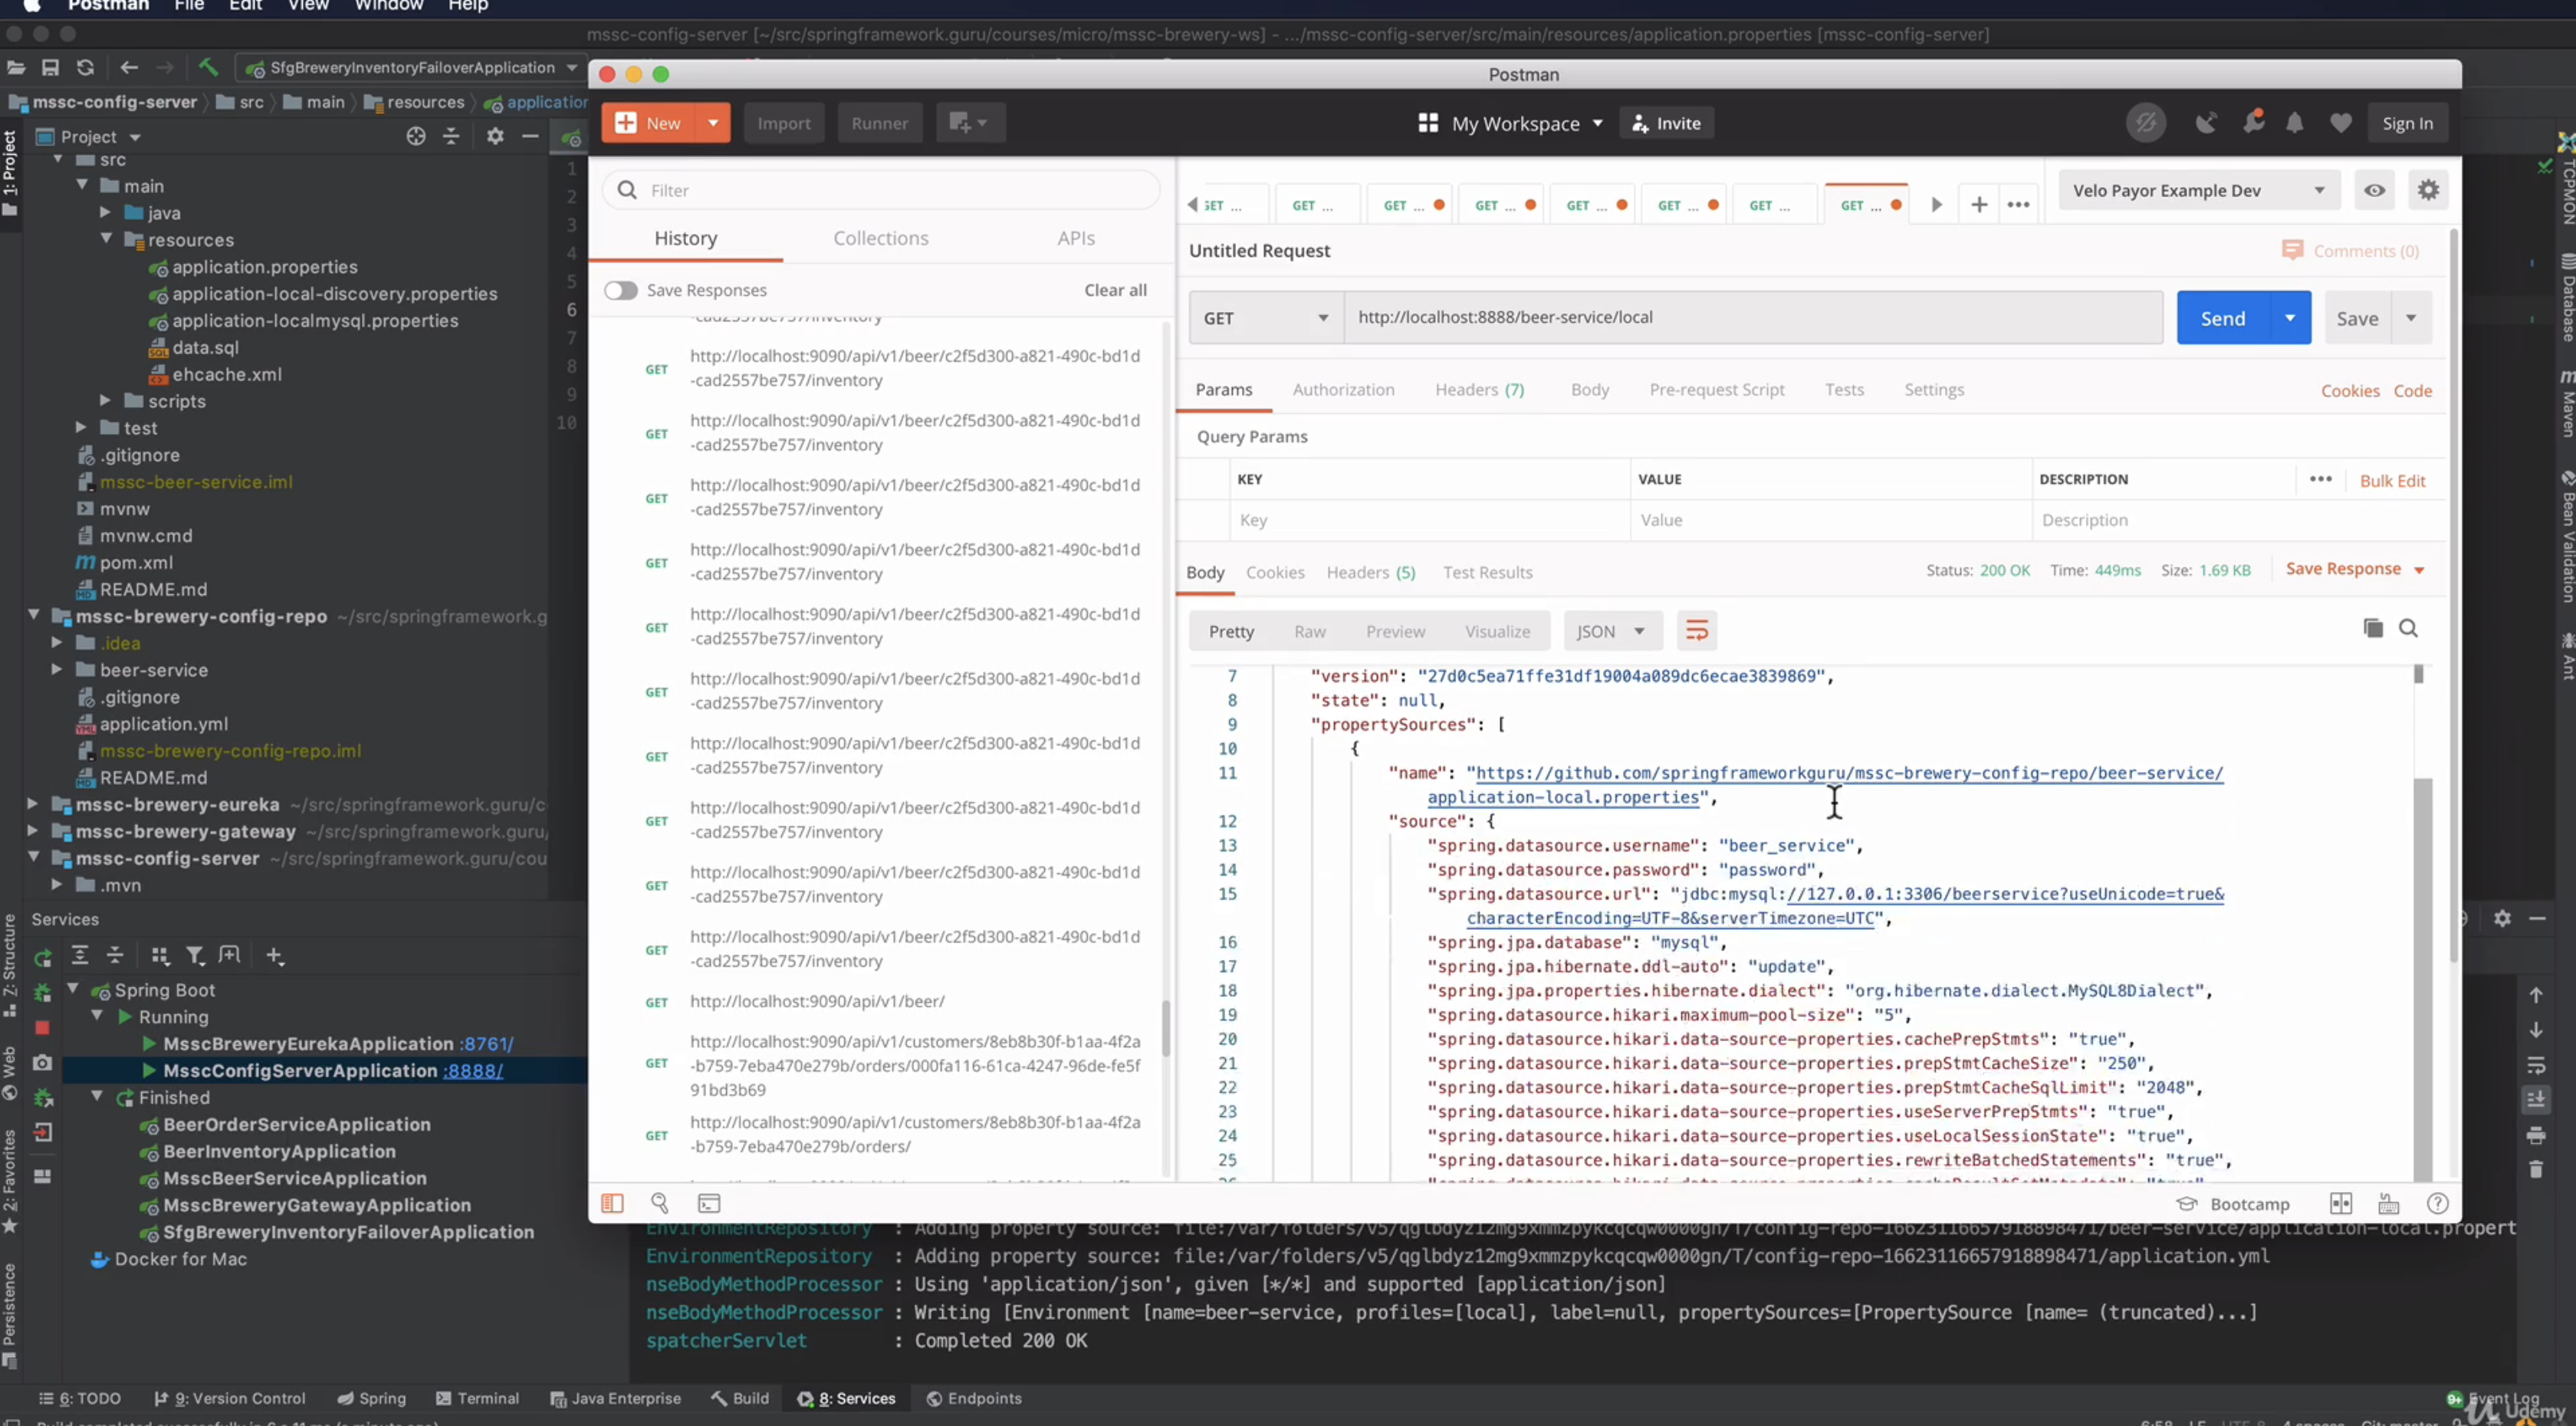 Postman File Edit View Window Help
mssc-config-server [~/src/springframework.guru/courses/micro/mssc-brewery-ws] - .../mssc-config-server/src/main/resources/application.properties [mssc-config-server]
SfgBreweryInventoryFailoverApplication
Postman
mssc-config-server src main resources application
New Import Runner My Workspace Invite Sign In
1: Project
Project
src
main
java
resources
application.properties
application-local-discovery.properties
application-localmysql.properties
data.sql
ehcache.xml
scripts
test
.gitignore
mssc-beer-service.iml
mvnw
mvnw.cmd
pom.xml
README.md
mssc-brewery-config-repo ~/src/springframework.g
.idea
beer-service
.gitignore
application.yml
mssc-brewery-config-repo.iml
README.md
mssc-brewery-eureka ~/src/springframework.guru/c
mssc-brewery-gateway ~/src/springframework.guru/
mssc-config-server ~/src/springframework.guru/cou
.mvn
1
2
3
4
5
6
7
8
9
10
Services
Spring Boot
Running
MsscBreweryEurekaApplication :8761/
MsscConfigServerApplication :8888/
Finished
BeerOrderServiceApplication
BeerInventoryApplication
MsscBeerServiceApplication
MsscBreweryGatewayApplication
SfgBreweryInventoryFailoverApplication
Docker for Mac
Z: Structure
Web
2: Favorites
Persistence
Filter
History Collections APIs
Save Responses Clear all
-cad2557be757/inventory
GET http://localhost:9090/api/v1/beer/c2f5d300-a821-490c-bd1d
-cad2557be757/inventory
GET http://localhost:9090/api/v1/beer/c2f5d300-a821-490c-bd1d
-cad2557be757/inventory
GET http://localhost:9090/api/v1/beer/c2f5d300-a821-490c-bd1d
-cad2557be757/inventory
GET http://localhost:9090/api/v1/beer/c2f5d300-a821-490c-bd1d
-cad2557be757/inventory
GET http://localhost:9090/api/v1/beer/c2f5d300-a821-490c-bd1d
-cad2557be757/inventory
GET http://localhost:9090/api/v1/beer/c2f5d300-a821-490c-bd1d
-cad2557be757/inventory
GET http://localhost:9090/api/v1/beer/c2f5d300-a821-490c-bd1d
-cad2557be757/inventory
GET http://localhost:9090/api/v1/beer/c2f5d300-a821-490c-bd1d
-cad2557be757/inventory
GET http://localhost:9090/api/v1/beer/c2f5d300-a821-490c-bd1d
-cad2557be757/inventory
GET http://localhost:9090/api/v1/beer/c2f5d300-a821-490c-bd1d
-cad2557be757/inventory
GET http://localhost:9090/api/v1/beer/
GET http://localhost:9090/api/v1/customers/8eb8b30f-b1aa-4f2a
-b759-7eba470e279b/orders/000fa116-61ca-4247-96de-fe5f
91bd3b69
GET http://localhost:9090/api/v1/customers/8eb8b30f-b1aa-4f2a
-b759-7eba470e279b/orders/
GET ... GET ... GET ... GET ... GET ... GET ... GET ... GET ... + •••
Velo Payor Example Dev
Untitled Request
Comments (0)
GET http://localhost:8888/beer-service/local Send Save
Params Authorization Headers (7) Body Pre-request Script Tests Settings Cookies Code
Query Params
KEY VALUE DESCRIPTION ••• Bulk Edit
Key Value Description
Body Cookies Headers (5) Test Results Status: 200 OK Time: 449ms Size: 1.69 KB Save Response
Pretty Raw Preview Visualize JSON
7 "version": "27d0c5ea71ffe31df19004a089dc6ecae3839869",
8 "state": null,
9 "propertySources": [
10 {
11 "name": "https://github.com/springframeworkguru/mssc-brewery-config-repo/beer-service/
application-local.properties",
12 "source": {
13 "spring.datasource.username": "beer_service",
14 "spring.datasource.password": "password",
15 "spring.datasource.url": "jdbc:mysql://127.0.0.1:3306/beerservice?useUnicode=true&
characterEncoding=UTF-8&serverTimezone=UTC",
16 "spring.jpa.database": "mysql",
17 "spring.jpa.hibernate.ddl-auto": "update",
18 "spring.jpa.properties.hibernate.dialect": "org.hibernate.dialect.MySQL8Dialect",
19 "spring.datasource.hikari.maximum-pool-size": "5",
20 "spring.datasource.hikari.data-source-properties.cachePrepStmts": "true",
21 "spring.datasource.hikari.data-source-properties.prepStmtCacheSize": "250",
22 "spring.datasource.hikari.data-source-properties.prepStmtCacheSqlLimit": "2048",
23 "spring.datasource.hikari.data-source-properties.useServerPrepStmts": "true",
24 "spring.datasource.hikari.data-source-properties.useLocalSessionState": "true",
25 "spring.datasource.hikari.data-source-properties.rewriteBatchedStatements": "true",
Bootcamp
TCPMON
Database
Maven
Bean Validation
Ant
EnvironmentRepository : Adding property source: file:/var/folders/v5/qglbdyz12mg9xmmzpykcqcqw0000gn/T/config-repo-16623116657918898471/beer-service/application-local.propert
EnvironmentRepository : Adding property source: file:/var/folders/v5/qglbdyz12mg9xmmzpykcqcqw0000gn/T/config-repo-16623116657918898471/application.yml
nseBodyMethodProcessor : Using 'application/json', given [*/*] and supported [application/json]
nseBodyMethodProcessor : Writing [Environment [name=beer-service, profiles=[local], label=null, propertySources=[PropertySource [name= (truncated)...]
spatcherServlet : Completed 200 OK
6: TODO 9: Version Control Spring Terminal Java Enterprise Build 8: Services Endpoints Event Log
Udemy